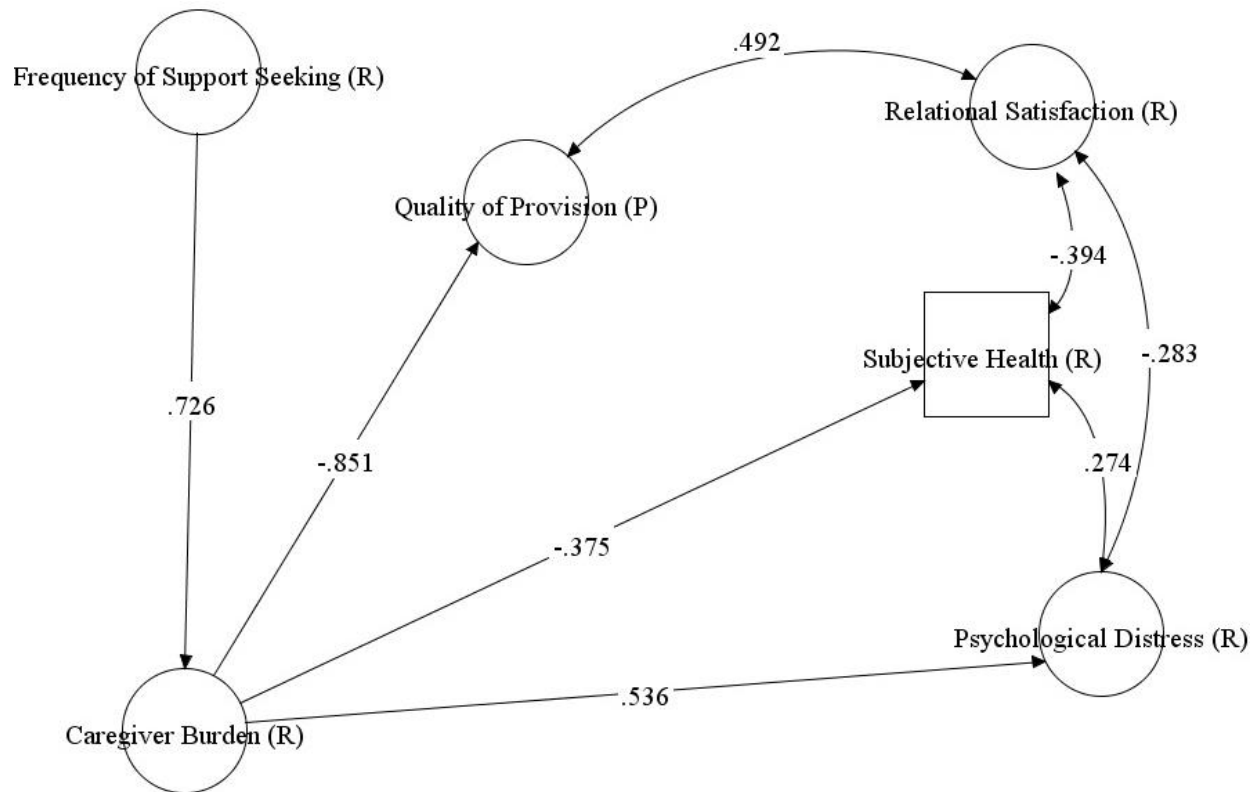 .492
Frequency of Support Seeking (R)
Relational Satisfaction (R)
Quality of Provision (P)
-.394
Subjective Health (R)
-.283
.726
-.851
.274
-.375
Psychological Distress (R)
.536
Caregiver Burden (R)